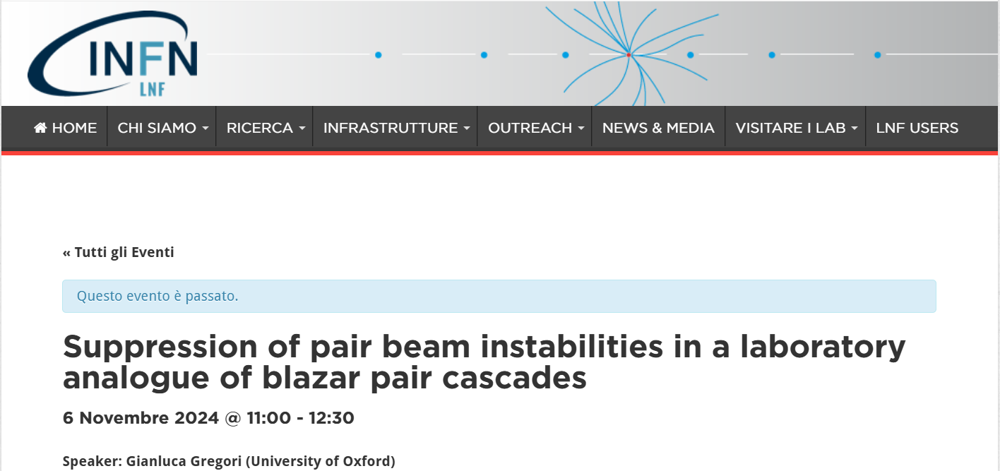 INFN
LNF
HOME CHI SIAMO RICERCA INFRASTRUTTURE OUTREACH NEWS & MEDIA VISITARE I LAB LNF USERS
« Tutti gli Eventi
Questo evento è passato.
Suppression of pair beam instabilities in a laboratory
analogue of blazar pair cascades
6 Novembre 2024 @ 11:00 - 12:30
Speaker: Gianluca Gregori (University of Oxford)